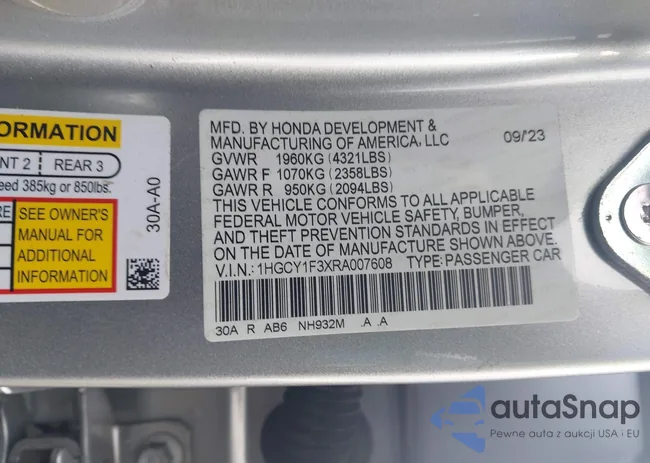 ORMATION
NT 2 REAR 3
eed 385kg or 850lbs.
RE
SEE OWNER'S
MANUAL FOR
ADDITIONAL
INFORMATION
30A-A0
MFD. BY HONDA DEVELOPMENT &
MANUFACTURING OF AMERICA, LLC 09/'23
GVWR 1960KG (4321LBS)
GAWR F 1070KG (2358LBS)
GAWR R 950KG (2094LBS)
THIS VEHICLE CONFORMS TO ALL APPLICABLE
FEDERAL MOTOR VEHICLE SAFETY, BUMPER,
AND THEFT PREVENTION STANDARDS IN EFFECT
ON THE DATE OF MANUFACTURE SHOWN ABOVE.
V.I.N.: 1HGCY1F3XRA007608 TYPE: PASSENGER CAR
30A R AB6 NH932M .A .A
autaSnap
Pewne auta z aukcji USA i EU